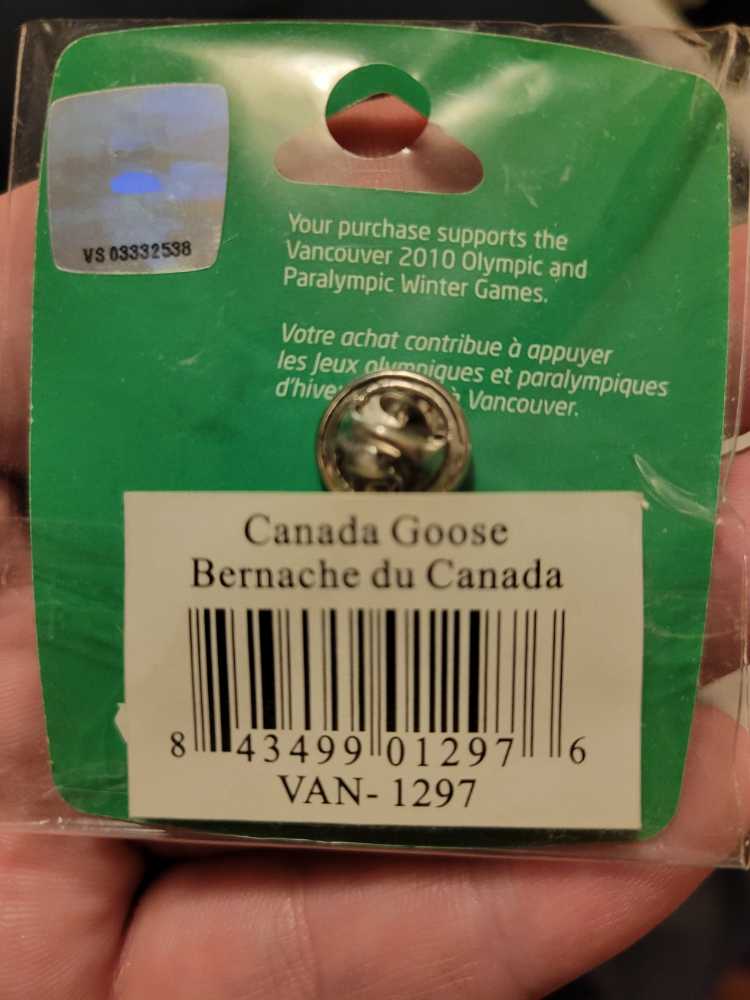 VS 03332538
Your purchase supports the
Vancouver 2010 Olympic and
Paralympic Winter Games.
Votre achat contribue à appuyer
les Jeux olympiques et paralympiques
d'hive à Vancouver.
Canada Goose
Bernache du Canada
8 43499 01297 6
VAN- 1297